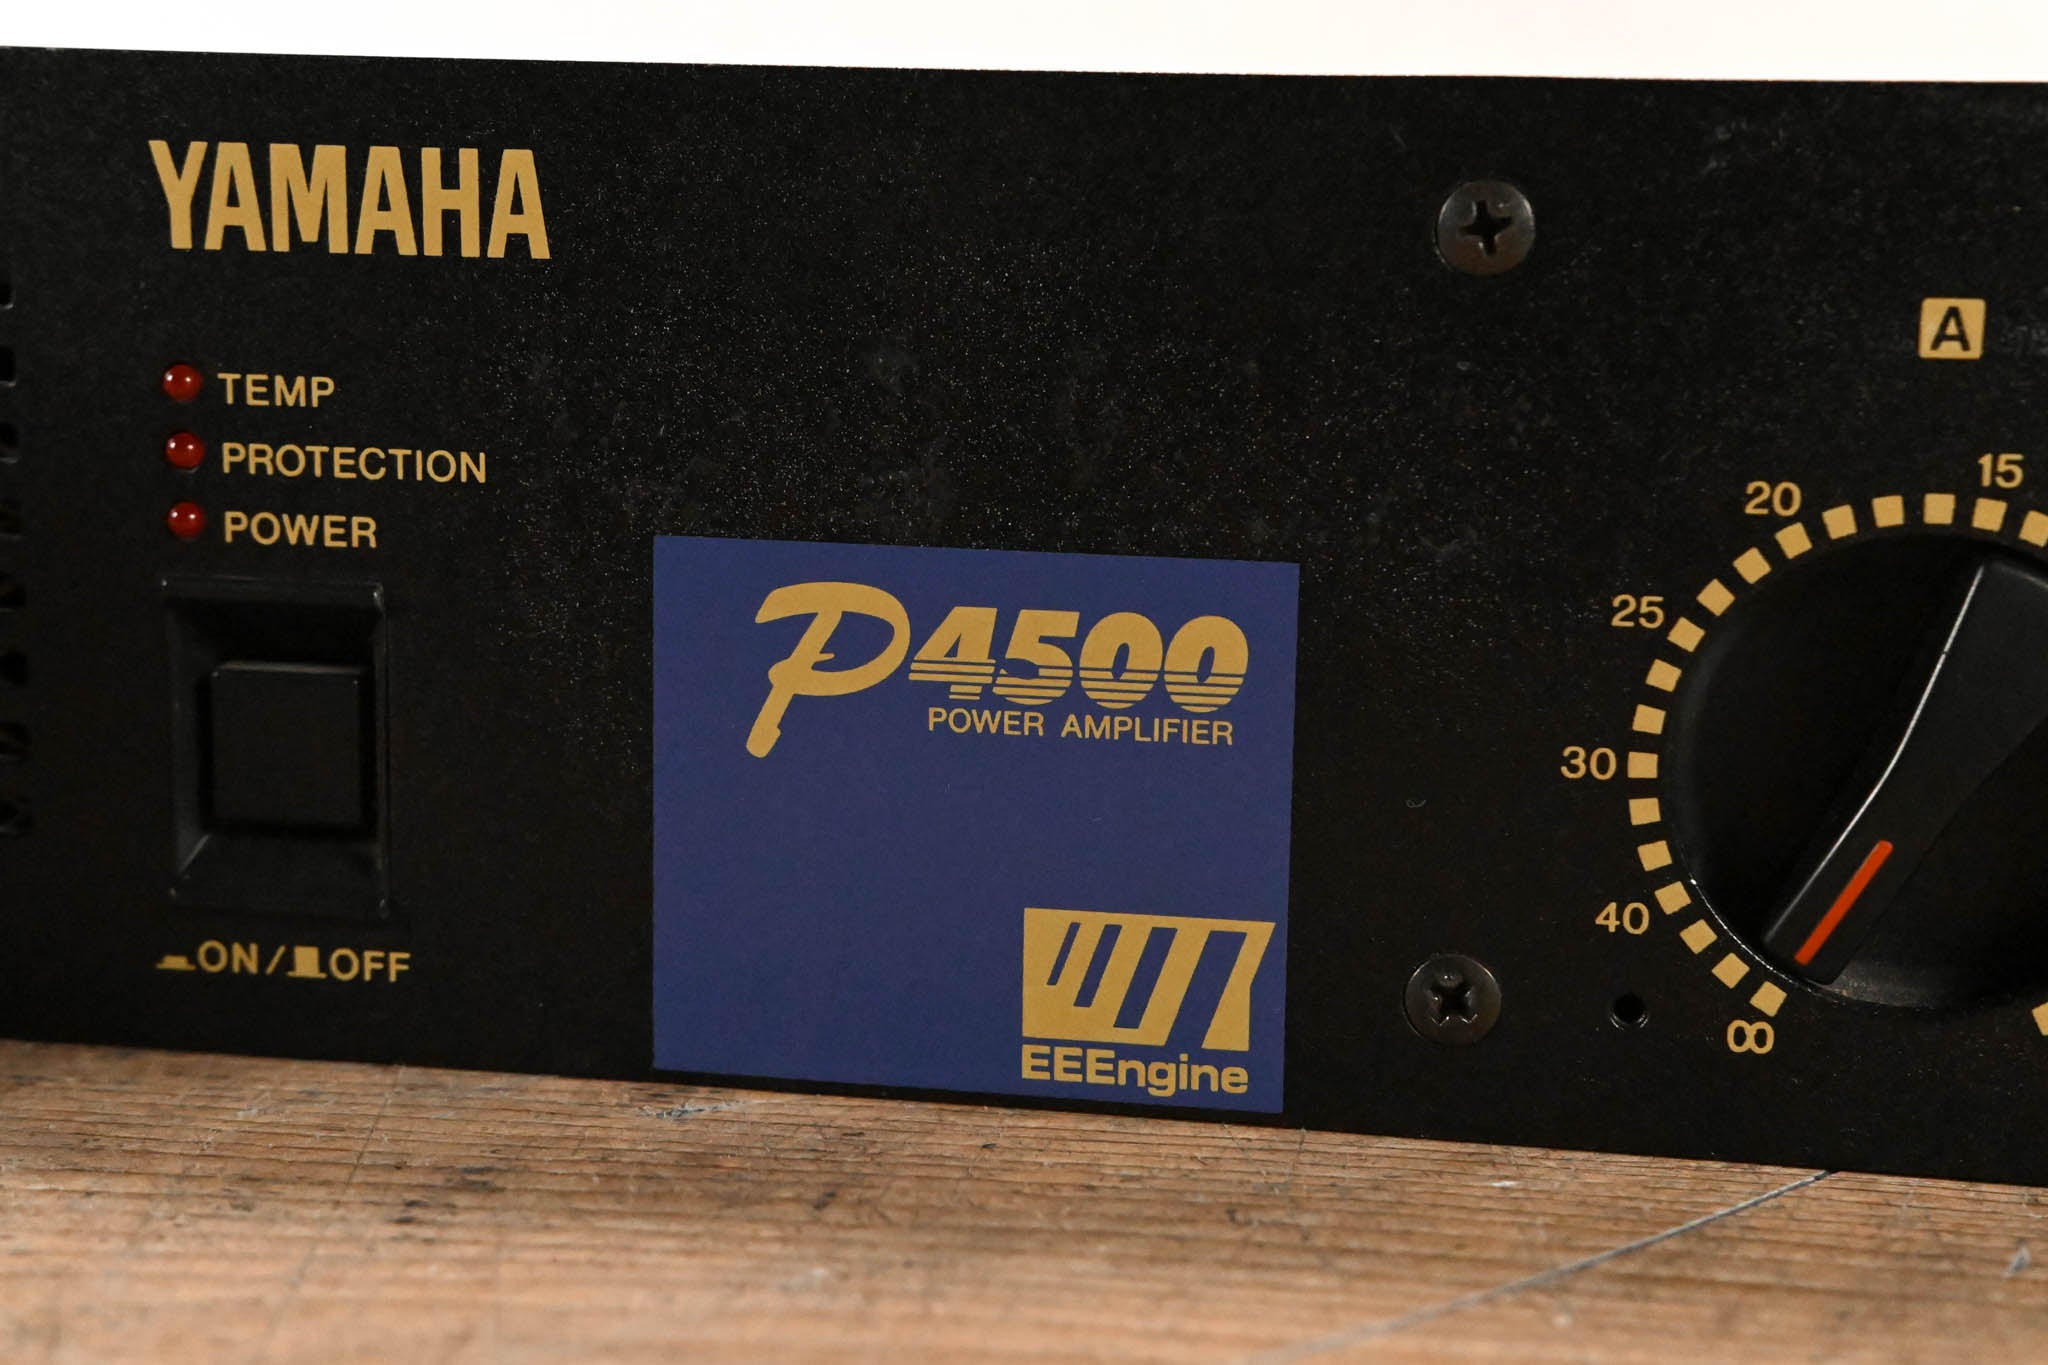 YAMAHA
TEMP
PROTECTION
POWER
ON/OFF
P4500
POWER AMPLIFIER
EEEngine
A
15
20
25
30
40
∞